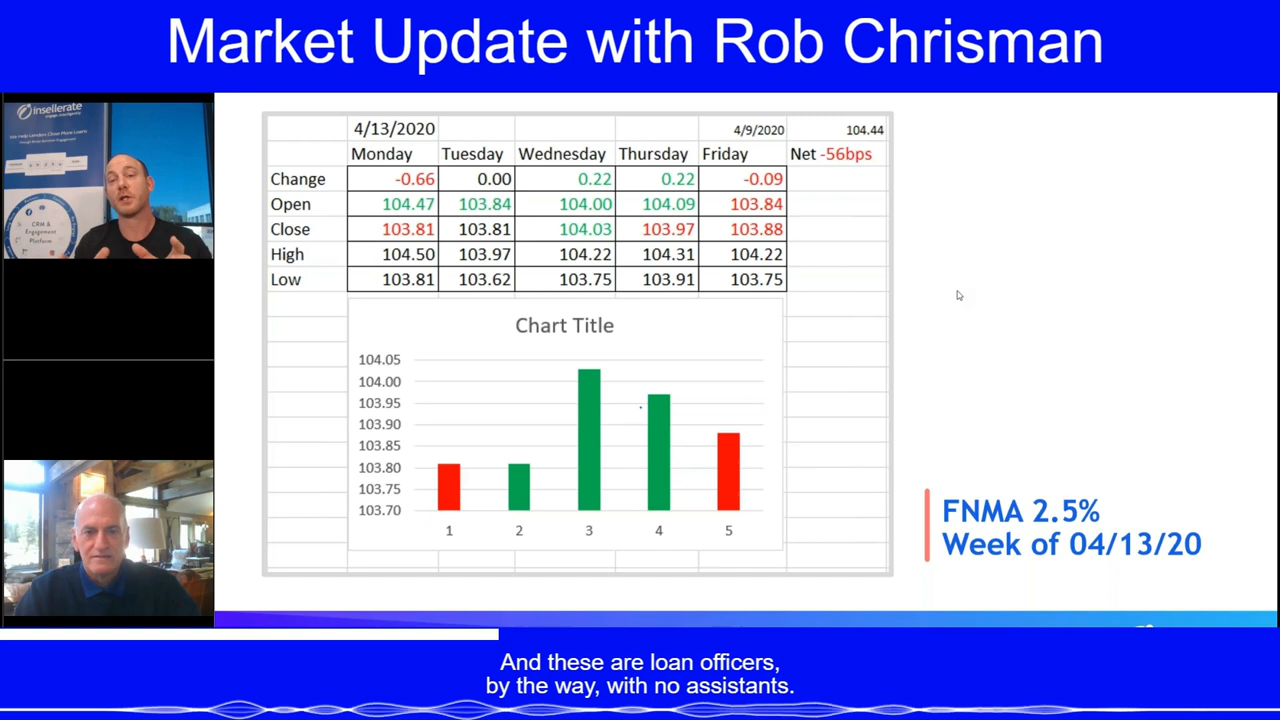 Market Update with Rob Chrisman
insellerate
We Help Lenders Close More Loans
CRM &
Engagement
Platform
4/13/2020 4/9/2020 104.44
Monday Tuesday Wednesday Thursday Friday Net -56bps
Change -0.66 0.00 0.22 0.22 -0.09
Open 104.47 103.84 104.00 104.09 103.84
Close 103.81 103.81 104.03 103.97 103.88
High 104.50 103.97 104.22 104.31 104.22
Low 103.81 103.62 103.75 103.91 103.75
Chart Title
104.05
104.00
103.95
103.90
103.85
103.80
103.75
103.70
1 2 3 4 5
FNMA 2.5%
Week of 04/13/20
And these are loan officers,
by the way, with no assistants.